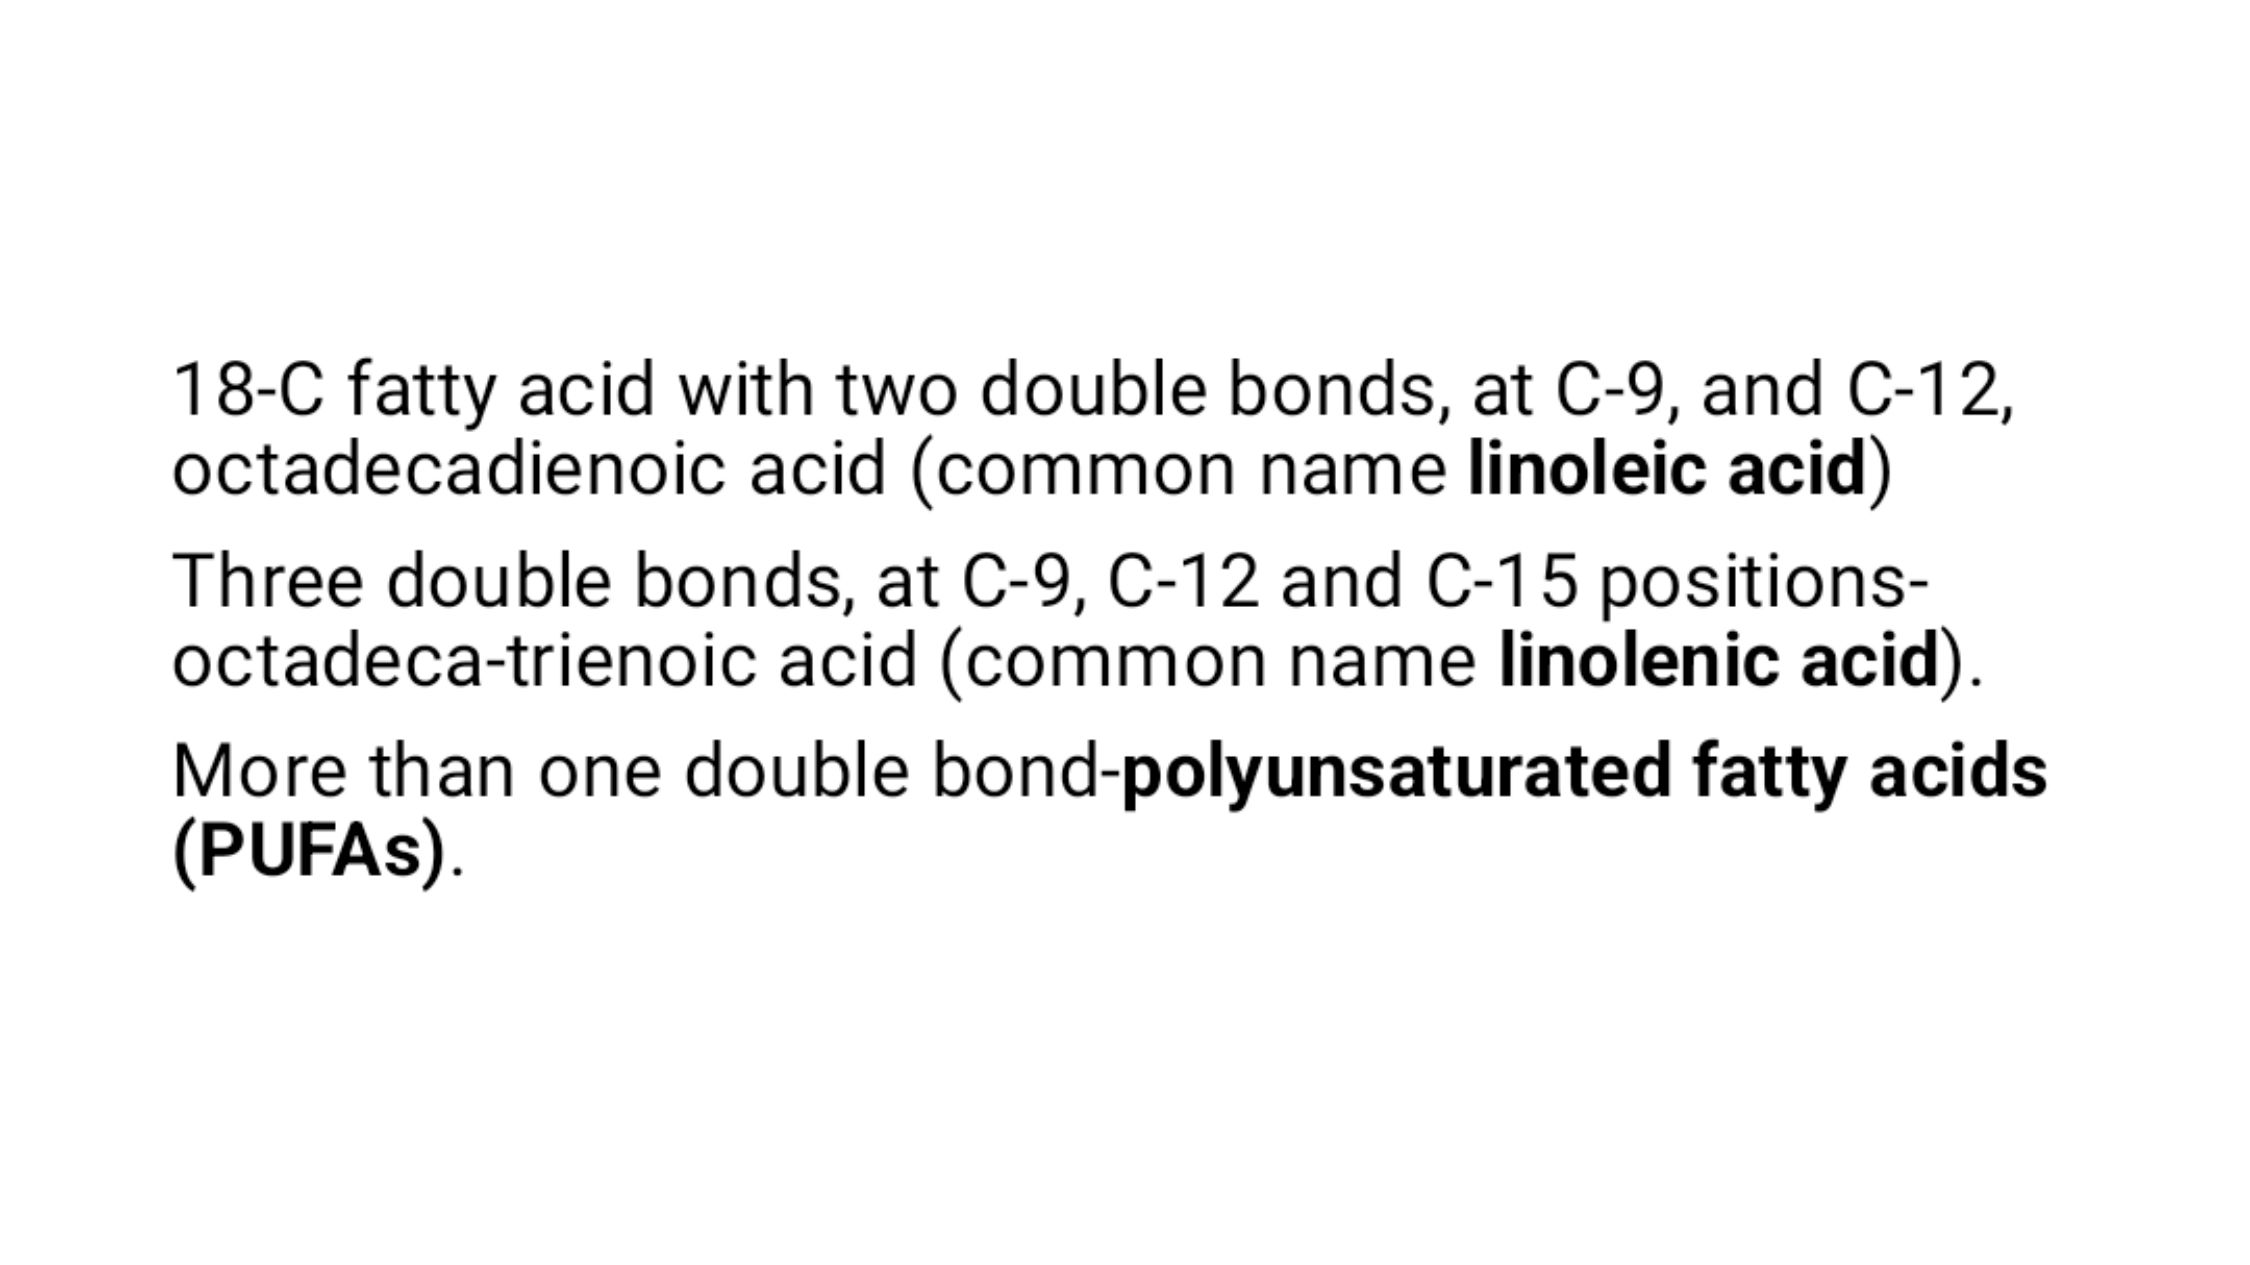 18-C fatty acid with two double bonds, at C-9, and C-12,
octadecadienoic acid (common name linoleic acid)
Three double bonds, at C-9, C-12 and C-15 positions-
octadeca-trienoic acid (common name linolenic acid).
More than one double bond-polyunsaturated fatty acids
(PUFAs).